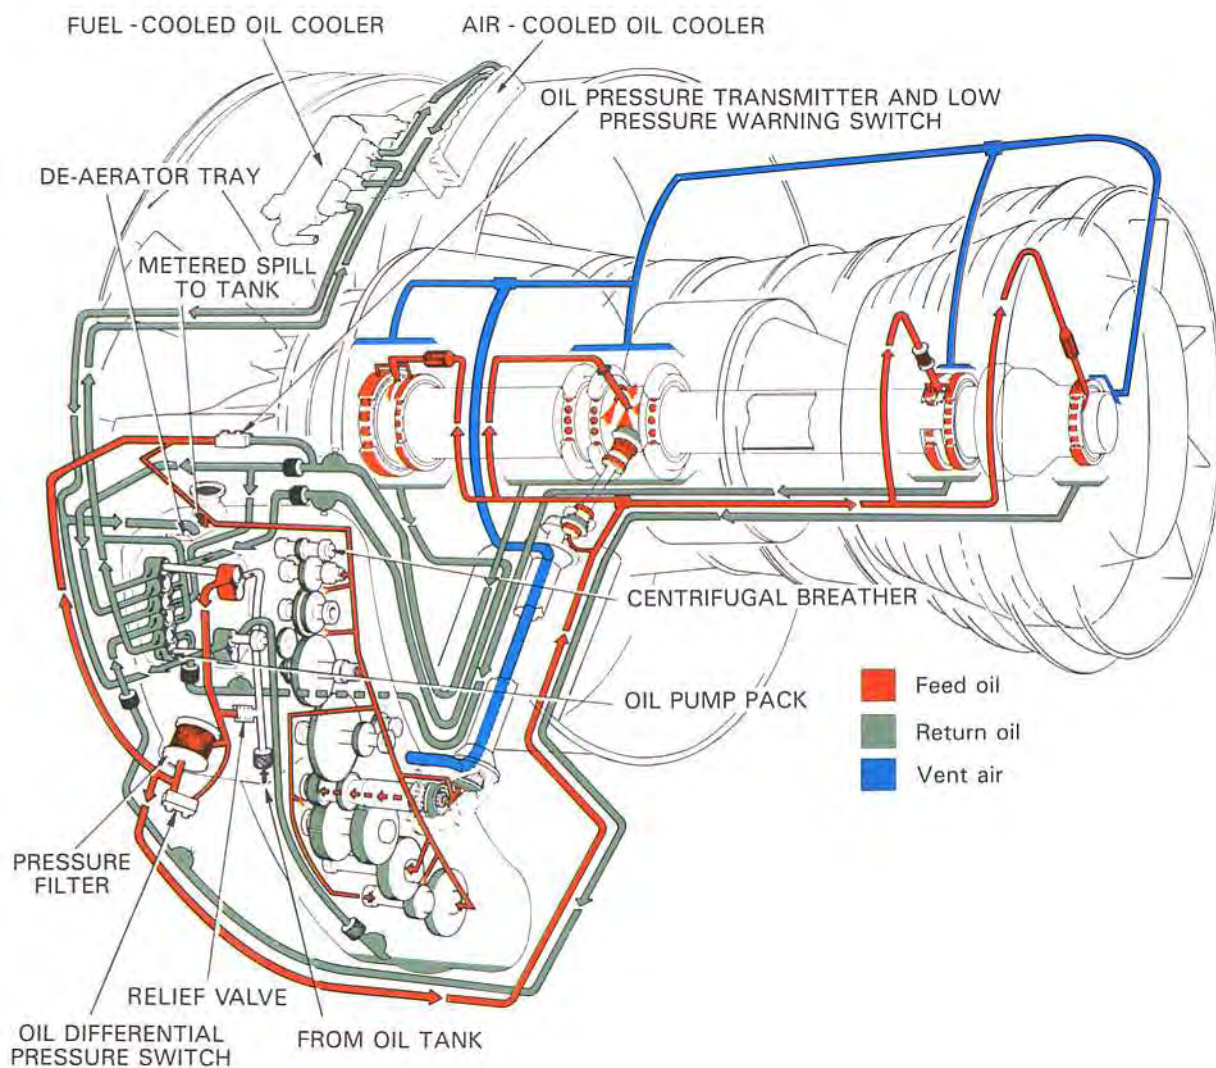 FUEL - COOLED OIL COOLER
AIR - COOLED OIL COOLER
OIL PRESSURE TRANSMITTER AND LOW
PRESSURE WARNING SWITCH
DE-AERATOR TRAY
METERED SPILL
TO TANK
CENTRIFUGAL BREATHER
OIL PUMP PACK
Feed oil
Return oil
Vent air
PRESSURE
FILTER
RELIEF VALVE
OIL DIFFERENTIAL
PRESSURE SWITCH
FROM OIL TANK